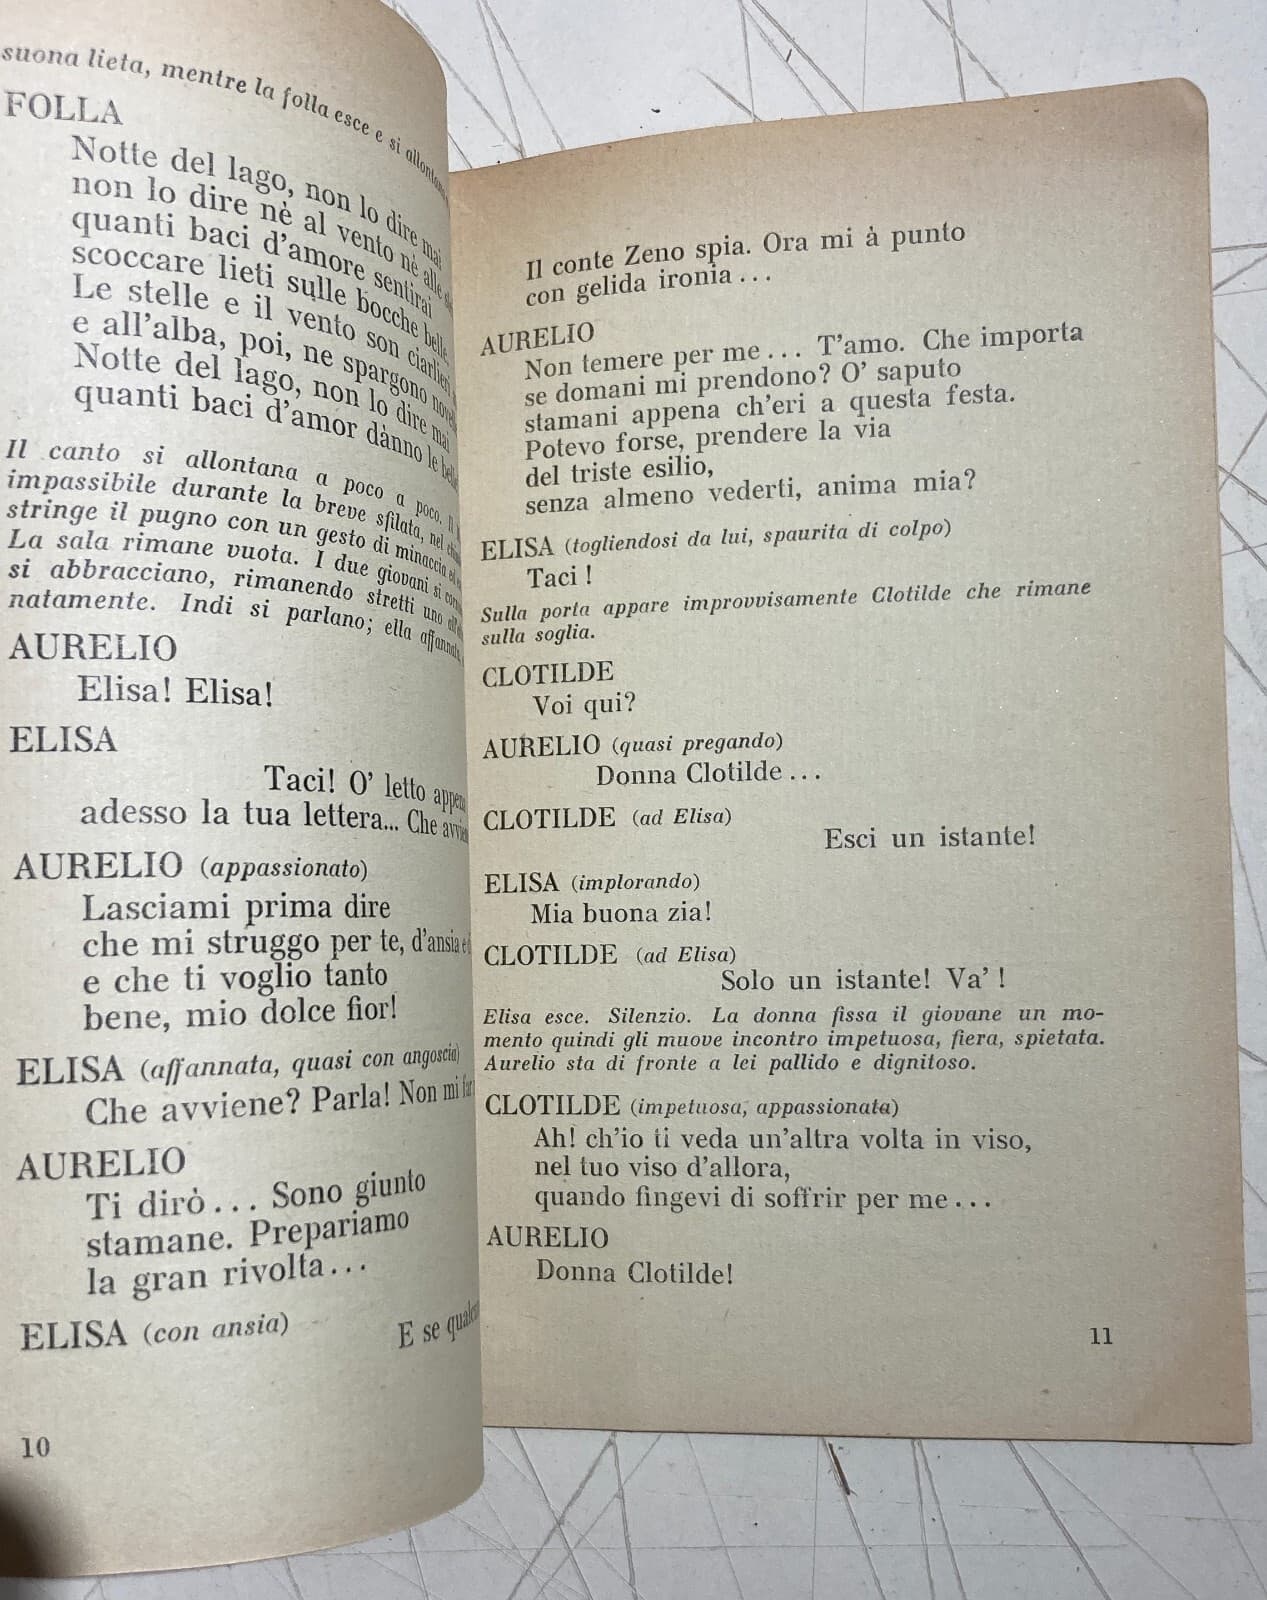 suona lieta, mentre la folla esce e si
FOLLA
Notte del lago, non lo dire mai
non lo dire nè al vento nè alle
quanti baci d'amore sentirai
scoccare lieti sulle bocche belle.
Le stelle e il vento son ciarlieri
e all'alba, poi, ne spargono
Notte del lago, non lo dire mai
quanti baci d'amor dànno le belle
Il canto si allontana a poco a poco. Il
impassibile durante la breve sfilata, nel
stringe il pugno con un gesto di minaccia ed
La sala rimane vuota. I due giovani si
si abbracciano, rimanendo stretti uno
natamente. Indi si parlano; ella affannata,
AURELIO
Elisa! Elisa!
ELISA
Taci! O' letto appena
adesso la tua lettera... Che avvie
AURELIO (appassionato)
Lasciami prima dire
che mi struggo per te, d'ansia e
e che ti voglio tanto
bene, mio dolce fior!
ELISA (affannata, quasi con angoscia)
Che avviene? Parla! Non mi far
AURELIO
Ti dirò... Sono giunto
stamane. Prepariamo
la gran rivolta...
ELISA (con ansia)
E se
10
Il conte Zeno spia. Ora mi à punto
con gelida ironia...
AURELIO
Non temere per me... T'amo. Che importa
se domani mi prendono? O' saputo
stamani appena ch'eri a questa festa.
Potevo forse, prendere la via
del triste esilio,
senza almeno vederti, anima mia?
ELISA (togliendosi da lui, spaurita di colpo)
Taci!
Sulla porta appare improvvisamente Clotilde che rimane
sulla soglia.
CLOTILDE
Voi qui?
AURELIO (quasi pregando)
Donna Clotilde...
CLOTILDE (ad Elisa)
Esci un istante!
ELISA (implorando)
Mia buona zia!
CLOTILDE (ad Elisa)
Solo un istante! Va'!
Elisa esce. Silenzio. La donna fissa il giovane un mo-
mento quindi gli muove incontro impetuosa, fiera, spietata.
Aurelio sta di fronte a lei pallido e dignitoso.
CLOTILDE (impetuosa, appassionata)
Ah! ch'io ti veda un'altra volta in viso,
nel tuo viso d'allora,
quando fingevi di soffrir per me...
AURELIO
Donna Clotilde!
11